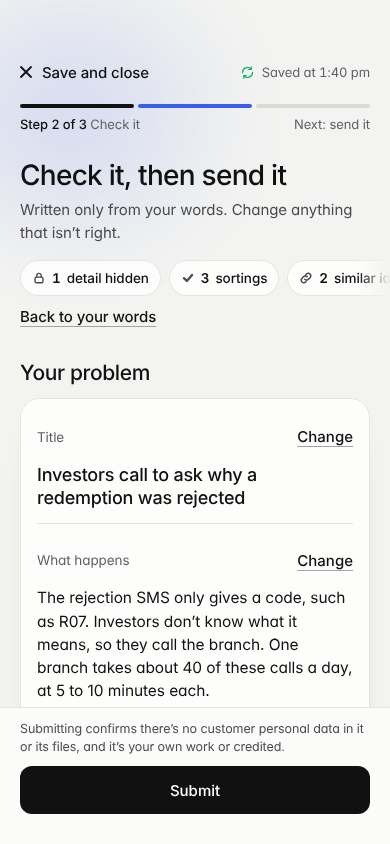 Save and close
Saved at 1:40 pm
Step 2 of 3 Check it
Next: send it
Check it, then send it
Written only from your words. Change anything
that isn’t right.
1 detail hidden
3 sortings
2 similar
Back to your words
Your problem
Title
Change
Investors call to ask why a
redemption was rejected
What happens
Change
The rejection SMS only gives a code, such
as R07. Investors don’t know what it
means, so they call the branch. One
branch takes about 40 of these calls a day,
at 5 to 10 minutes each.
Submitting confirms there’s no customer personal data in it
or its files, and it’s your own work or credited.
Submit